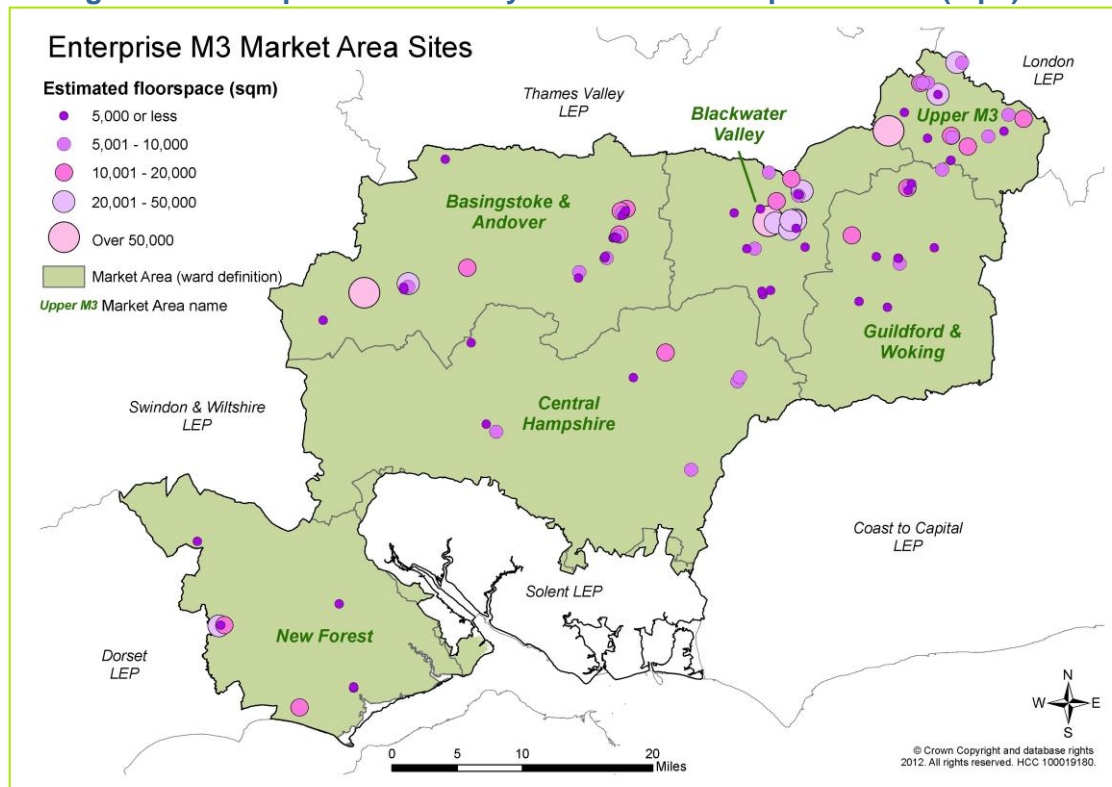 Enterprise M3 Market Area Sites
Estimated floorspace (sqm)
5,000 or less
5,001 - 10,000
10,001 - 20,000
20,001 - 50,000
Over 50,000
Market Area (ward definition)
Upper M3 Market Area name
Thames Valley
LEP
London
LEP
Blackwater
Valley
Upper M3
Basingstoke &
Andover
Guildford &
Woking
Central
Hampshire
Swindon & Wiltshire
LEP
Coast to Capital
LEP
Solent LEP
New Forest
Dorset
LEP
N
W E
S
0 5 10 20
Miles
© Crown Copyright and database rights
2012. All rights reserved. HCC 100019180.